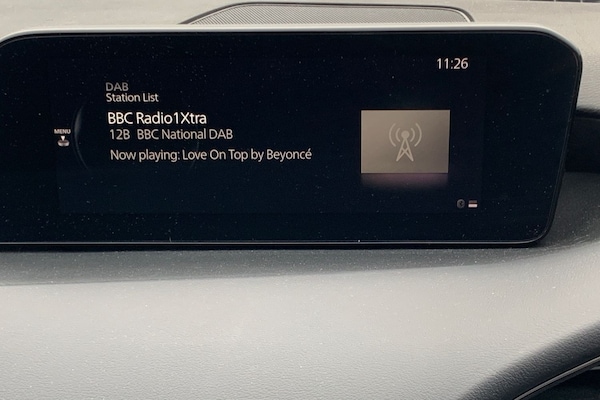 11:26
DAB
Station List
BBC Radio1Xtra
12B BBC National DAB
MENU
Now playing: Love On Top by Beyoncé